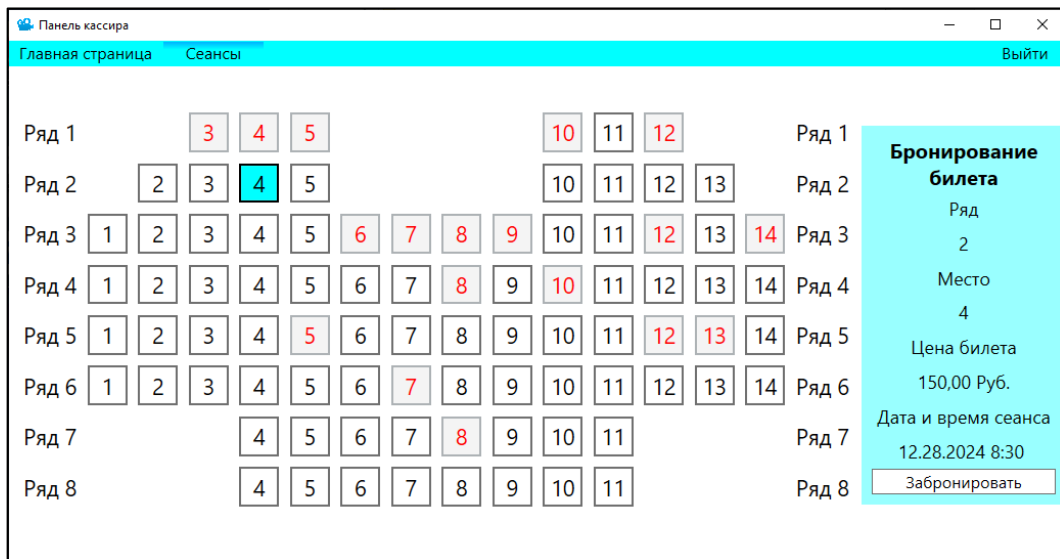 Панель кассира
Главная страница Сеансы Выйти
Ряд 1 3 4 5 10 11 12 Ряд 1
Ряд 2 2 3 4 5 10 11 12 13 Ряд 2
Ряд 3 1 2 3 4 5 6 7 8 9 10 11 12 13 14 Ряд 3
Ряд 4 1 2 3 4 5 6 7 8 9 10 11 12 13 14 Ряд 4
Ряд 5 1 2 3 4 5 6 7 8 9 10 11 12 13 14 Ряд 5
Ряд 6 1 2 3 4 5 6 7 8 9 10 11 12 13 14 Ряд 6
Ряд 7 4 5 6 7 8 9 10 11 Ряд 7
Ряд 8 4 5 6 7 8 9 10 11 Ряд 8
Бронирование
билета
Ряд
2
Место
4
Цена билета
150,00 Руб.
Дата и время сеанса
12.28.2024 8:30
Забронировать